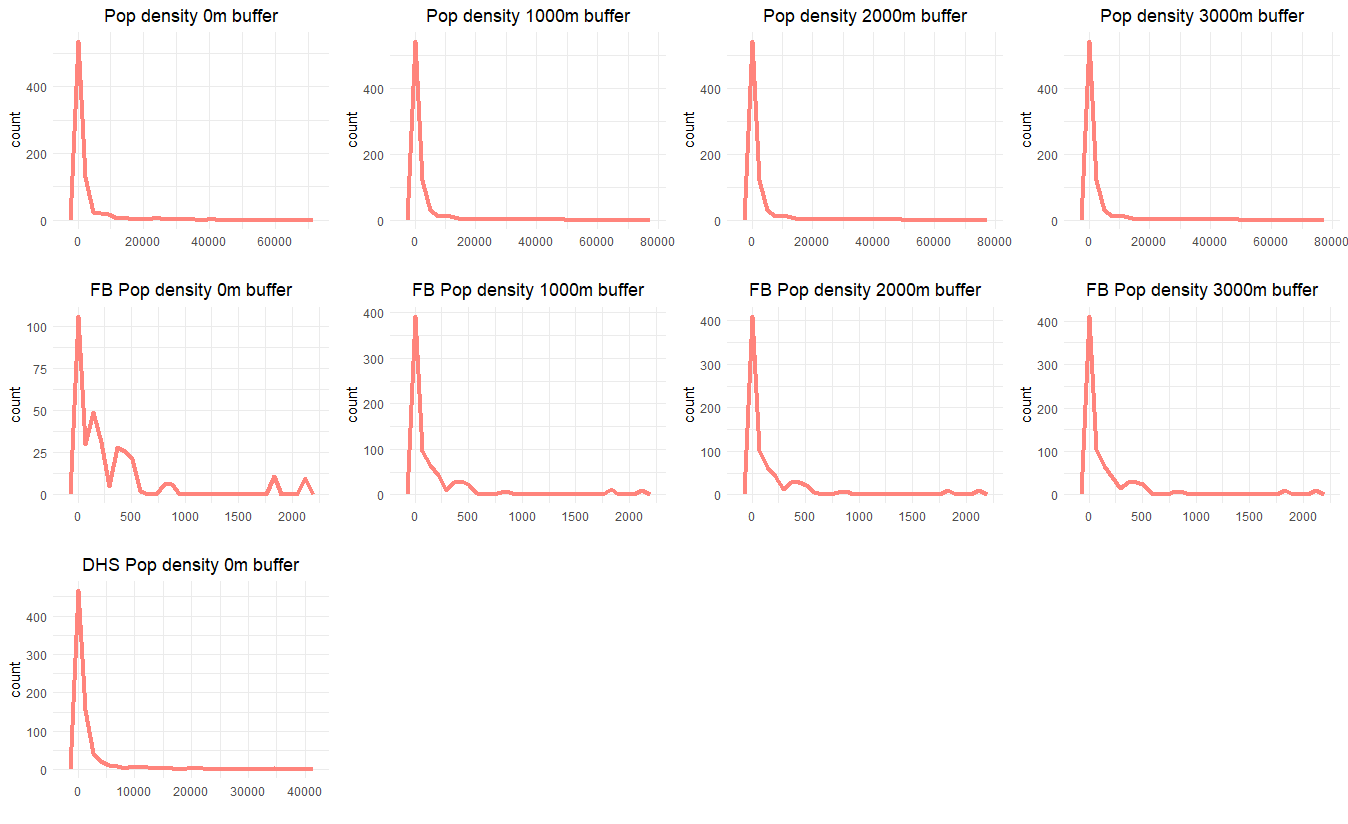 Pop density 0m buffer
count
400
200
0
0 20000 40000 60000
Pop density 1000m buffer
count
400
200
0
0 20000 40000 60000 80000
Pop density 2000m buffer
count
400
200
0
0 20000 40000 60000 80000
Pop density 3000m buffer
count
400
200
0
0 20000 40000 60000 80000
FB Pop density 0m buffer
count
100
75
50
25
0
0 500 1000 1500 2000
FB Pop density 1000m buffer
count
400
300
200
100
0
0 500 1000 1500 2000
FB Pop density 2000m buffer
count
400
300
200
100
0
0 500 1000 1500 2000
FB Pop density 3000m buffer
count
400
300
200
100
0
0 500 1000 1500 2000
DHS Pop density 0m buffer
count
400
300
200
100
0
0 10000 20000 30000 40000